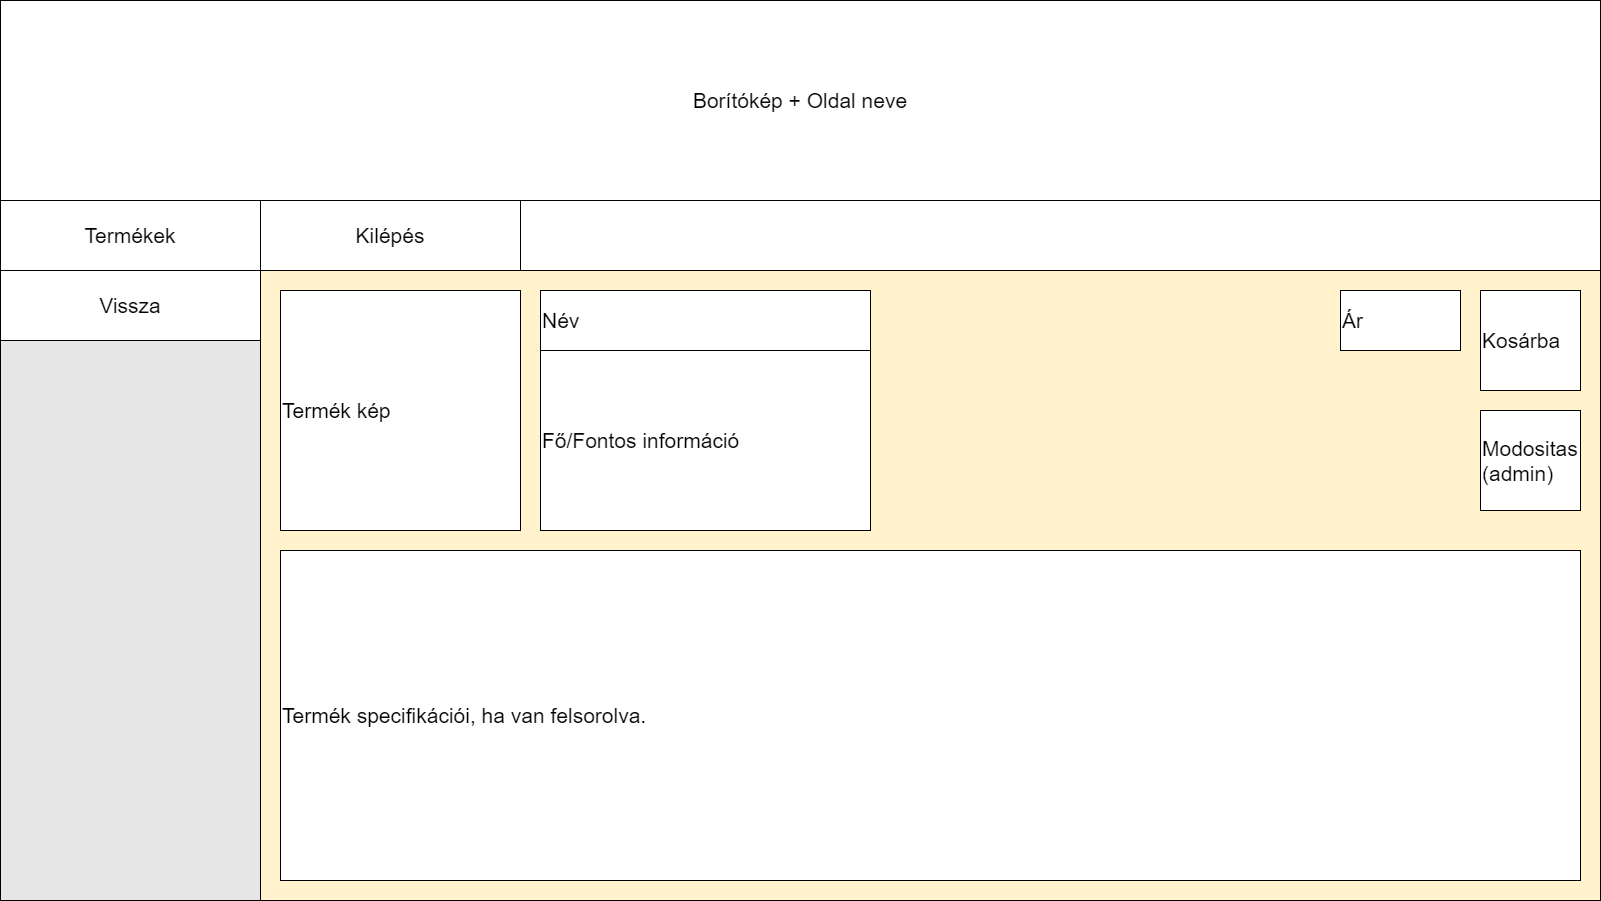 Borítókép + Oldal neve
Termékek
Kilépés
Vissza
Termék kép
Név
Fő/Fontos információ
Ár
Kosárba
Modositas
(admin)
Termék specifikációi, ha van felsorolva.